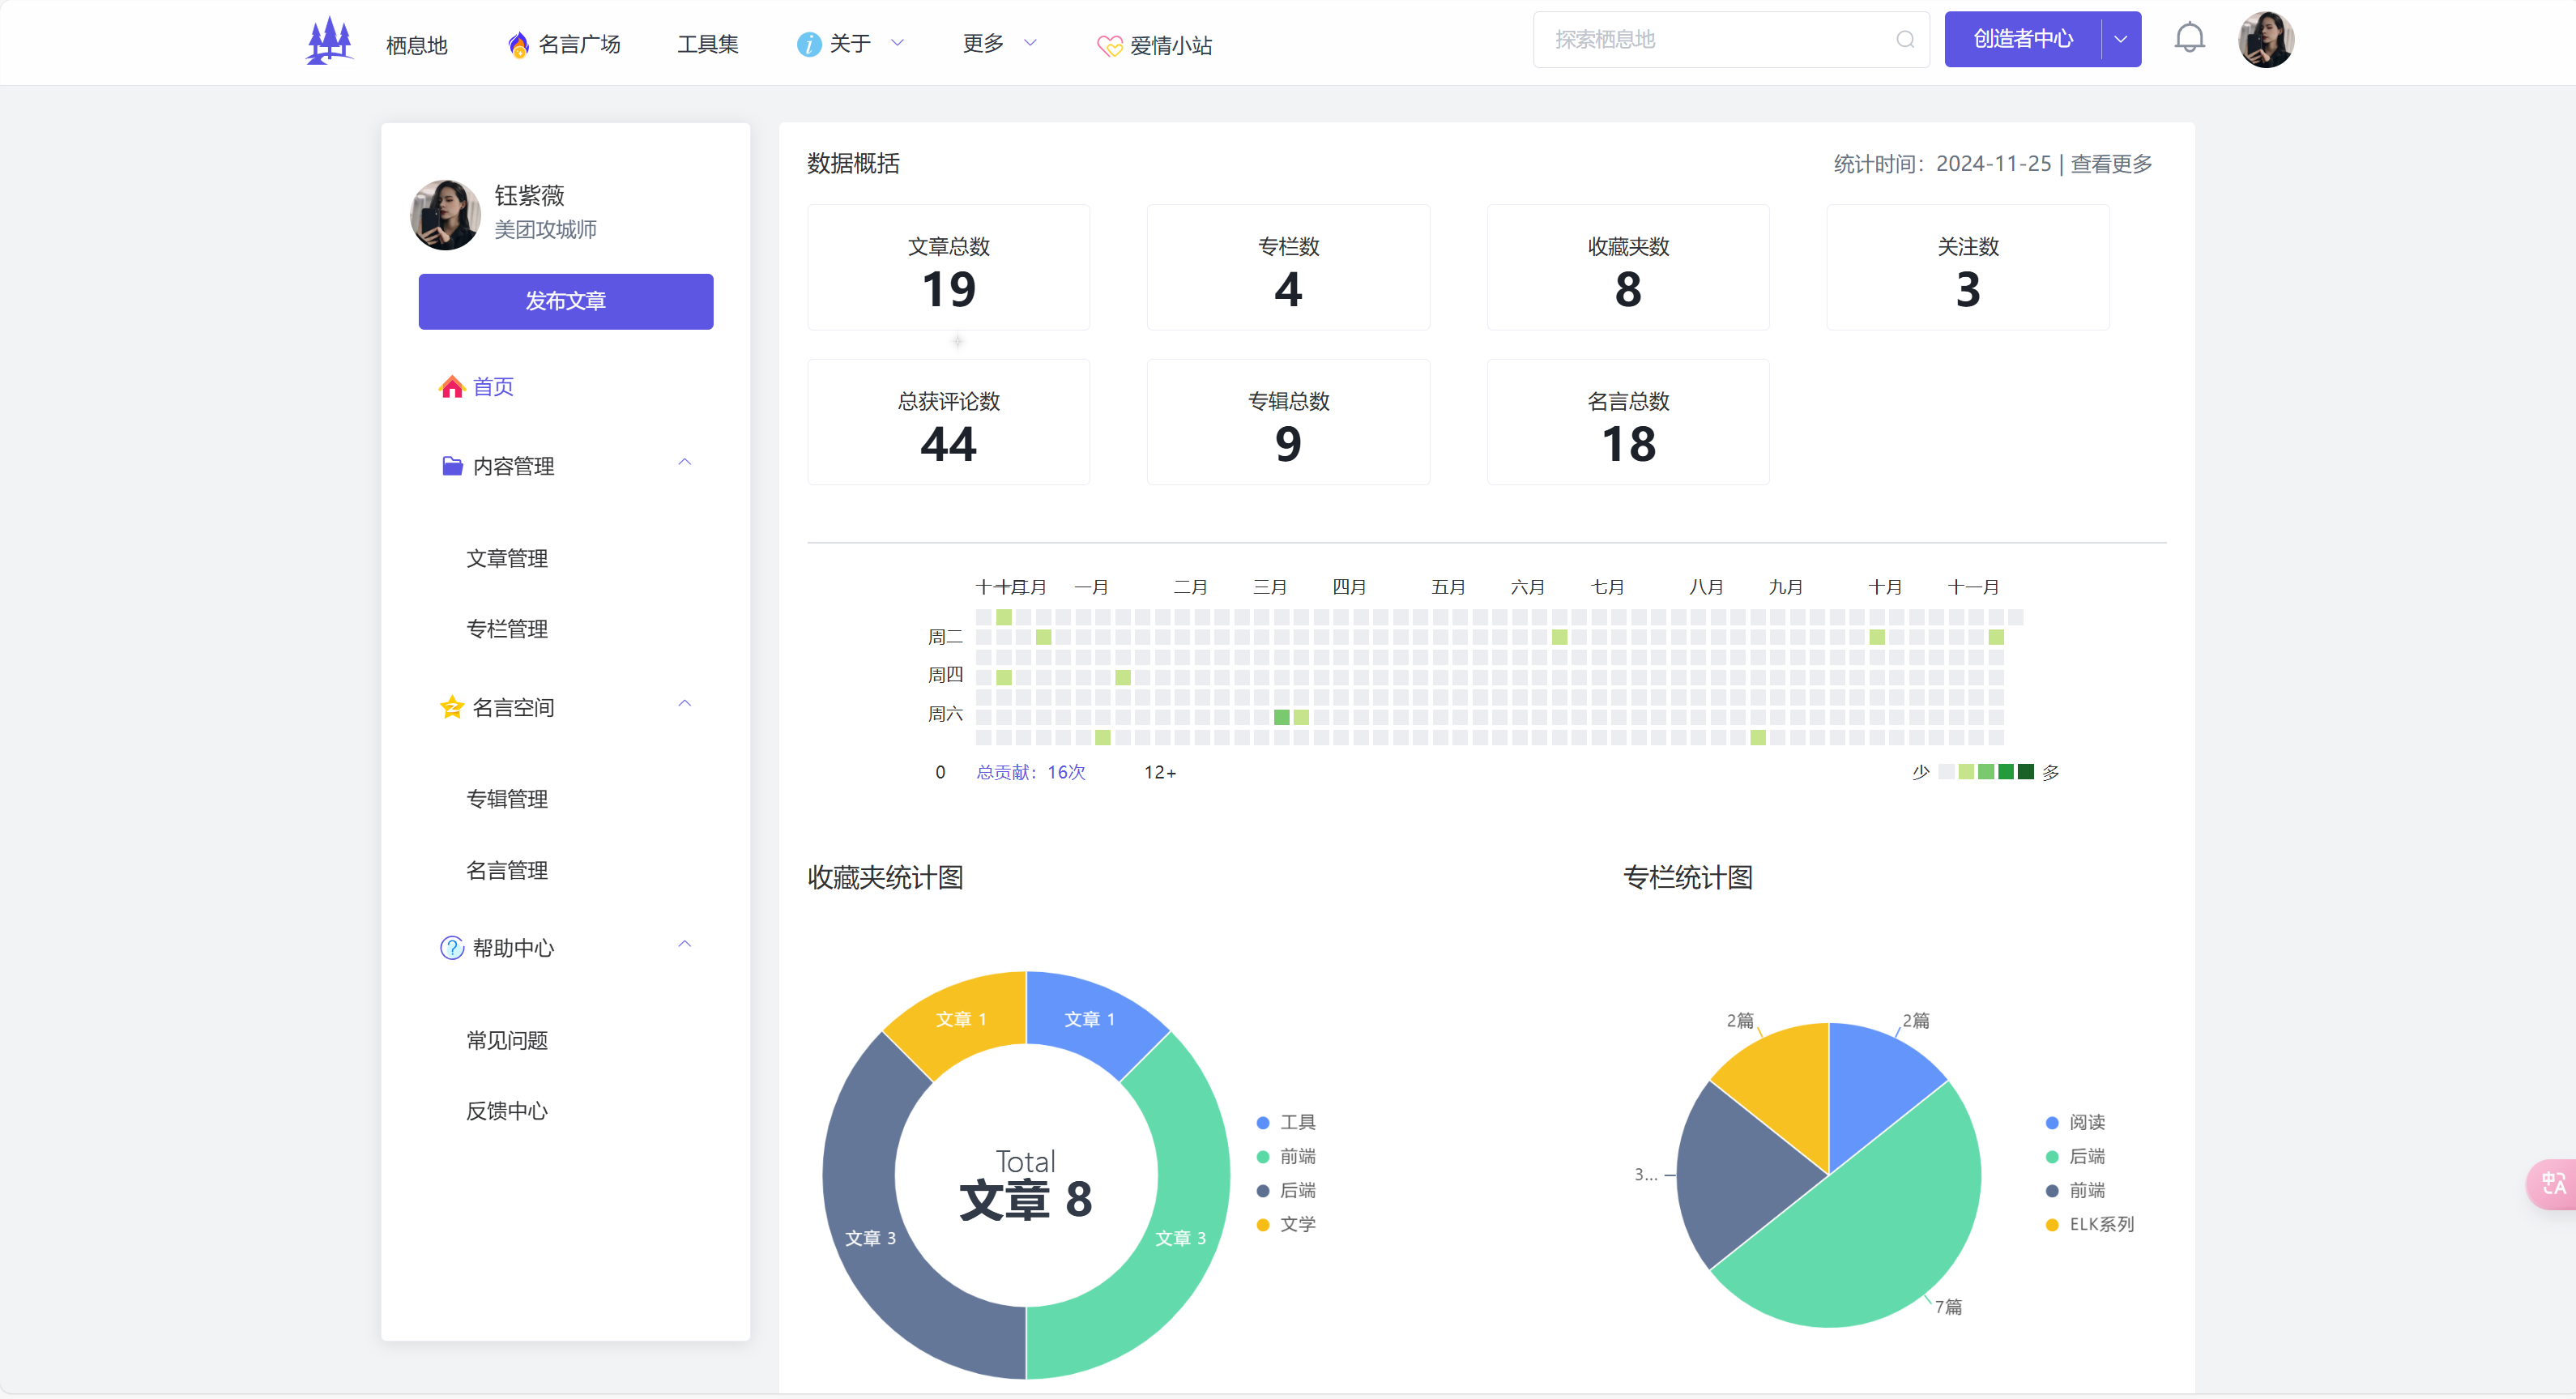 栖息地 名言广场 工具集 关于 更多 爱情小站 探索栖息地 创造者中心
钰紫薇
美团攻城师
发布文章
首页
内容管理
文章管理
专栏管理
名言空间
专辑管理
名言管理
帮助中心
常见问题
反馈中心
数据概括 统计时间：2024-11-25 | 查看更多
文章总数 专栏数 收藏夹数 关注数
19 4 8 3
总获评论数 专辑总数 名言总数
44 9 18
十一月 十二月 一月 二月 三月 四月 五月 六月 七月 八月 九月 十月 十一月
周二
周四
周六
0 总贡献：16次 12+ 少 多
收藏夹统计图
文章 1 文章 1
Total
文章 8
文章 3 文章 3
工具
前端
后端
文学
专栏统计图
2篇 2篇
3...
7篇
阅读
后端
前端
ELK系列
中A